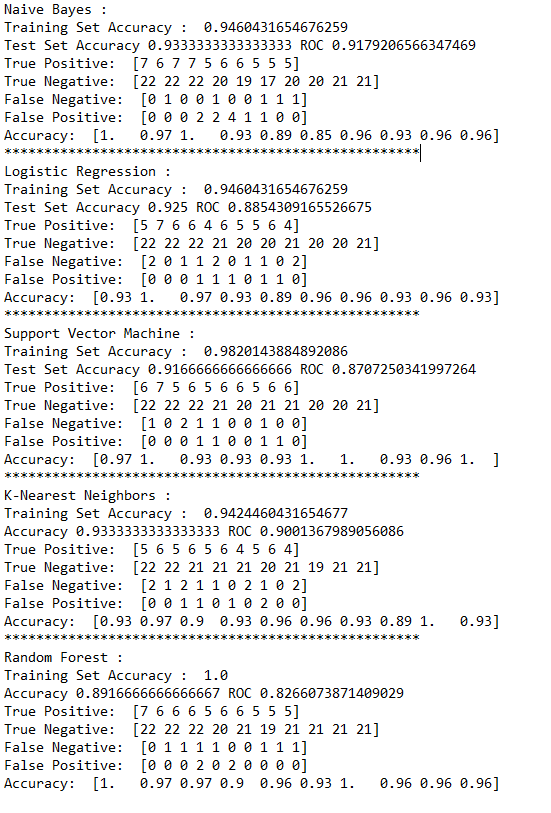 Naive Bayes :
Training Set Accuracy :  0.9460431654676259
Test Set Accuracy 0.9333333333333333 ROC 0.9179206566347469
True Positive:  [7 6 7 7 5 6 6 5 5 5]
True Negative:  [22 22 22 20 19 17 20 20 21 21]
False Negative:  [0 1 0 0 1 0 0 1 1 1]
False Positive:  [0 0 0 2 2 4 1 1 0 0]
Accuracy:  [1.   0.97 1.   0.93 0.89 0.85 0.96 0.93 0.96 0.96]
****************************************************
Logistic Regression :
Training Set Accuracy :  0.9460431654676259
Test Set Accuracy 0.925 ROC 0.8854309165526675
True Positive:  [5 7 6 6 4 6 5 5 6 4]
True Negative:  [22 22 22 21 20 20 21 20 20 21]
False Negative:  [2 0 1 1 2 0 1 1 0 2]
False Positive:  [0 0 0 1 1 1 0 1 1 0]
Accuracy:  [0.93 1.   0.97 0.93 0.89 0.96 0.96 0.93 0.96 0.93]
****************************************************
Support Vector Machine :
Training Set Accuracy :  0.9820143884892086
Test Set Accuracy 0.9166666666666666 ROC 0.8707250341997264
True Positive:  [6 7 5 6 5 6 6 5 6 6]
True Negative:  [22 22 22 21 20 21 21 20 20 21]
False Negative:  [1 0 2 1 1 0 0 1 0 0]
False Positive:  [0 0 0 1 1 0 0 1 1 0]
Accuracy:  [0.97 1.   0.93 0.93 0.93 1.   1.   0.93 0.96 1.  ]
****************************************************
K-Nearest Neighbors :
Training Set Accuracy :  0.9424460431654677
Accuracy 0.9333333333333333 ROC 0.9001367989056086
True Positive:  [5 6 5 6 5 6 4 5 6 4]
True Negative:  [22 22 21 21 21 20 21 19 21 21]
False Negative:  [2 1 2 1 1 0 2 1 0 2]
False Positive:  [0 0 1 1 0 1 0 2 0 0]
Accuracy:  [0.93 0.97 0.9  0.93 0.96 0.96 0.93 0.89 1.   0.93]
****************************************************
Random Forest :
Training Set Accuracy :  1.0
Accuracy 0.8916666666666667 ROC 0.8266073871409029
True Positive:  [7 6 6 6 5 6 6 5 5 5]
True Negative:  [22 22 22 20 21 19 21 21 21 21]
False Negative:  [0 1 1 1 1 0 0 1 1 1]
False Positive:  [0 0 0 2 0 2 0 0 0 0]
Accuracy:  [1.   0.97 0.97 0.9  0.96 0.93 1.   0.96 0.96 0.96]